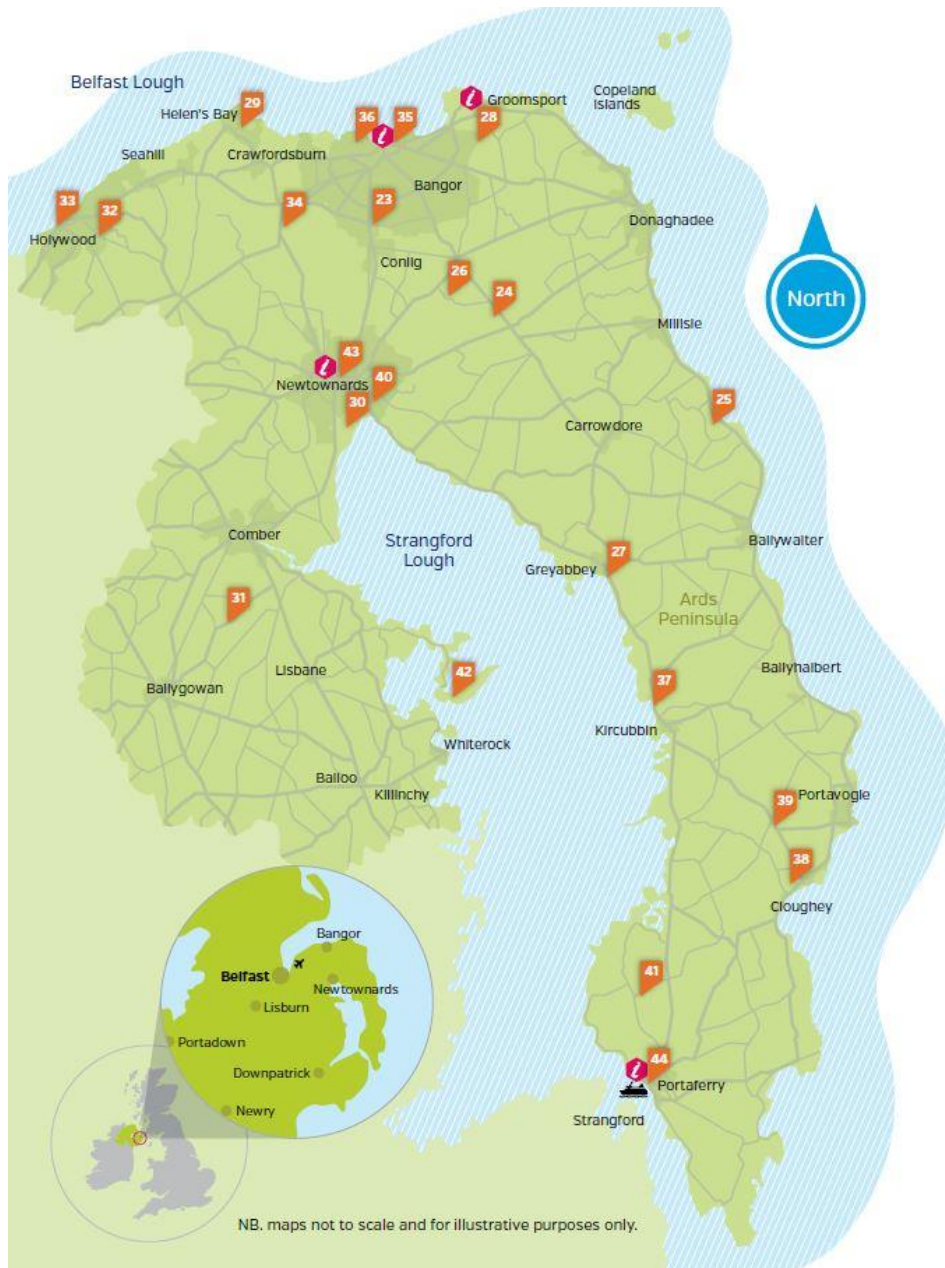 Belfast Lough
Helen's Bay
29
36
i
35
i
Groomsport
28
Copeland
Islands
Seahill
Crawfordsburn
Bangor
33
32
34
23
Holywood
Donaghadee
Conlig
26
24
North
Millisle
i
43
Newtownards
40
30
25
Carrowdore
Comber
Strangford
Lough
Ballywalter
Greyabbey
27
31
Ards
Peninsula
Lisbane
42
Ballyhalbert
Ballygowan
37
Whiterock
Kircubbin
Balloo
Killinchy
39
Portavogie
38
Cloughey
Bangor
Belfast
Newtownards
Lisburn
Portadown
Downpatrick
Newry
41
i
44
Portaferry
Strangford
NB. maps not to scale and for illustrative purposes only.